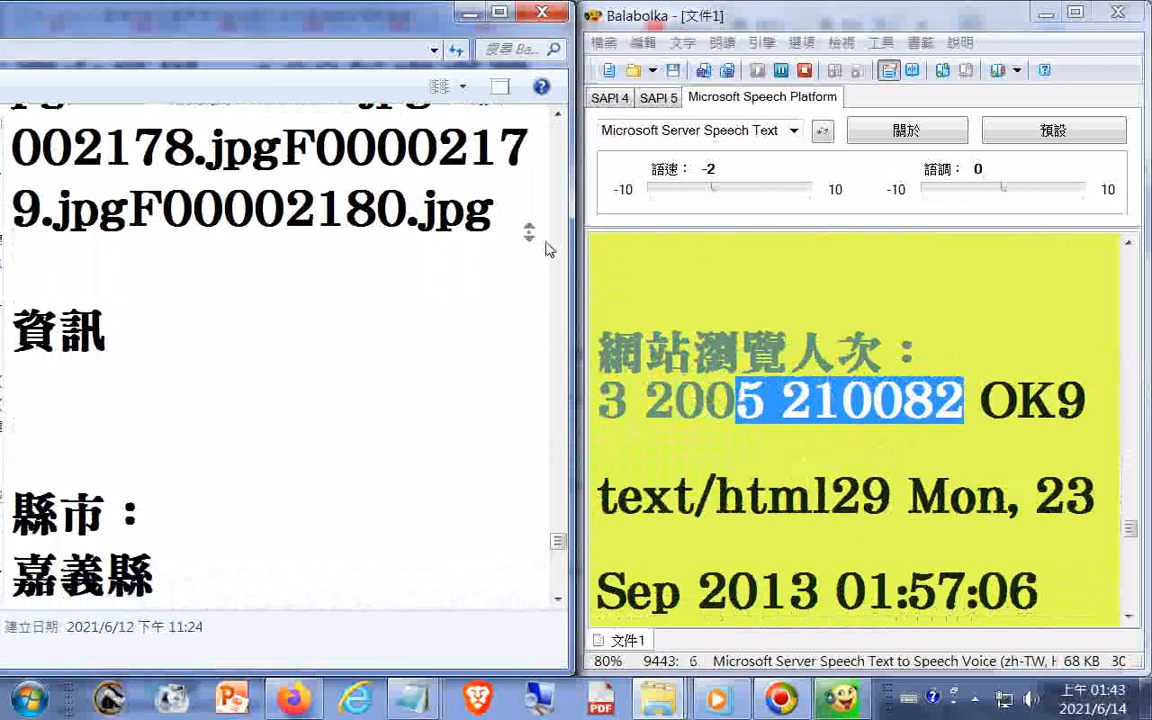 搜尋 Ba...
002178.jpgF0000217
9.jpgF00002180.jpg
資訊
縣市：
嘉義縣
建立日期: 2021/6/12 下午 11:24
Balabolka - [文件1]
檔案 編輯 文字 朗讀 引擎 選項 檢視 工具 書籤 說明
SAPI 4 SAPI 5 Microsoft Speech Platform
Microsoft Server Speech Text 關於 預設
語速： -2 語調： 0
-10 10 -10 10
網站瀏覽人次：
3 2005 210082 OK9
text/html29 Mon, 23
Sep 2013 01:57:06
文件1
80% 9443: 6 Microsoft Server Speech Text to Speech Voice (zh-TW, H 68 KB 30
PDF
上午 01:43
2021/6/14